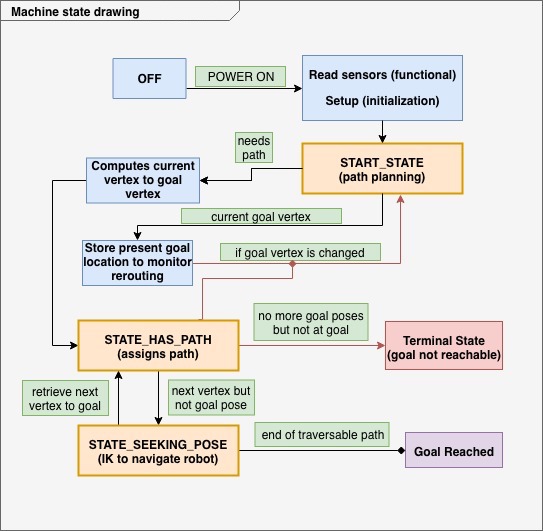 Machine state drawing
OFF
POWER ON
Read sensors (functional)
Setup (initialization)
needs
path
START_STATE
(path planning)
Computes current
vertex to goal
vertex
current goal vertex
Store present goal
location to monitor
rerouting
if goal vertex is changed
no more goal poses
but not at goal
STATE_HAS_PATH
(assigns path)
Terminal State
(goal not reachable)
retrieve next
vertex to goal
next vertex but
not goal pose
STATE_SEEKING_POSE
(IK to navigate robot)
end of traversable path
Goal Reached